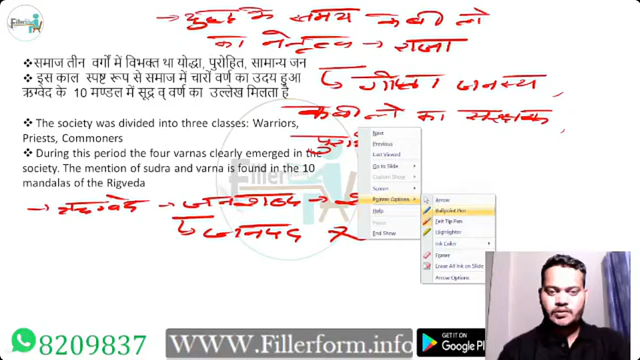 Fillerform
→ युद्ध के समय कबीलो
का नेतृत्व → राजा
समाज तीन वर्गो में विभक्त था योद्धा, पुरोहित, सामान्य जन
इस काल स्पष्ट रूप से समाज में चारों वर्ण का उदय हुआ
ऋग्वेद के 10 मण्डल में सूद्र व् वर्ण का उल्लेख मिलता है
गोप्ता जनस्य,
कबीलो का संरक्षक,
The society was divided into three classes: Warriors,
Priests, Commoners
During this period the four varnas clearly emerged in the
society. The mention of sudra and varna is found in the 10
mandalas of the Rigveda
→ ऋग्वेद → जन शब्द →
जनपद X
Next
Previous
Last Viewed
Go to Slide
Custom Show
Screen
Pointer Options
Help
Pause
End Show
Arrow
Ballpoint Pen
Felt Tip Pen
Highlighter
Ink Color
Eraser
Erase All Ink on Slide
Arrow Options
8209837
www.Fillerform.info
GET IT ON
Google Pl